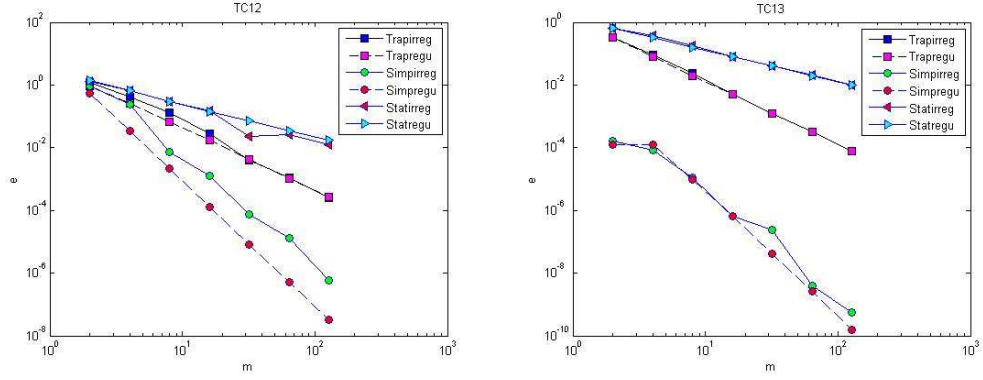 TC12
10^2
10^0
10^-2
10^-4
10^-6
10^-8
e
10^0
10^1
10^2
10^3
m
Trapirreg
Trapregu
Simpirreg
Simpregu
Statirreg
Statregu
TC13
10^0
10^-2
10^-4
10^-6
10^-8
10^-10
e
10^0
10^1
10^2
10^3
m
Trapirreg
Trapregu
Simpirreg
Simpregu
Statirreg
Statregu